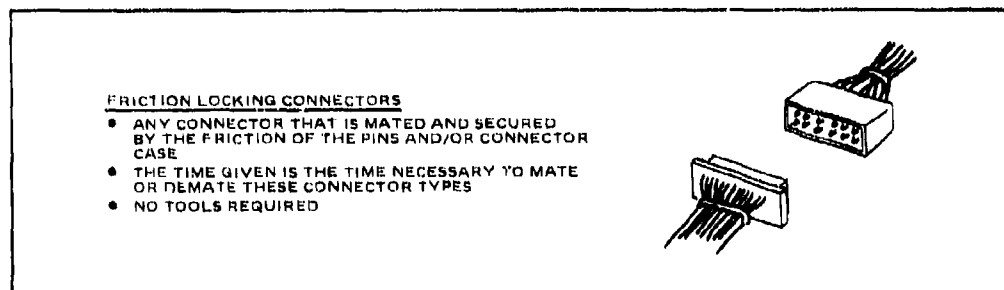 FRICTION LOCKING CONNECTORS
• ANY CONNECTOR THAT IS MATED AND SECURED
BY THE FRICTION OF THE PINS AND/OR CONNECTOR
CASE
• THE TIME GIVEN IS THE TIME NECESSARY TO MATE
OR DEMATE THESE CONNECTOR TYPES
• NO TOOLS REQUIRED